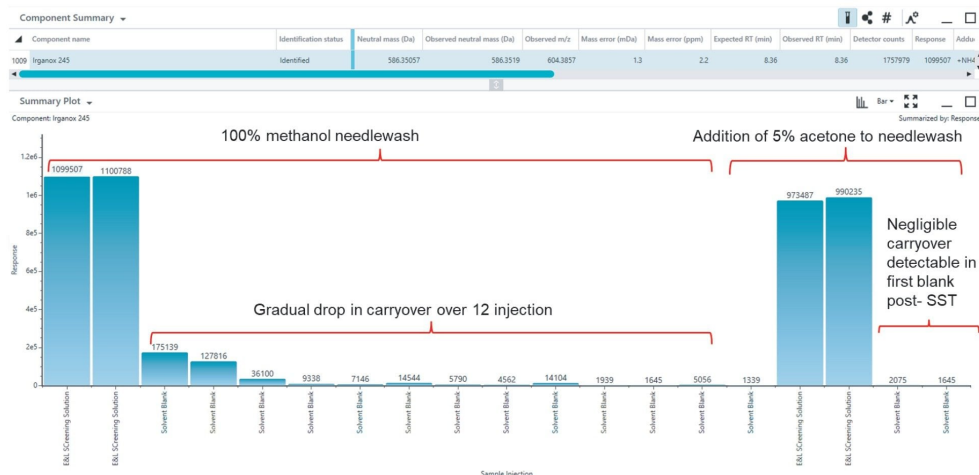 Component Summary
Component name Identification status Neutral mass (Da) Observed neutral mass (Da) Observed m/z Mass error (mDa) Mass error (ppm) Expected RT (min) Observed RT (min) Detector counts Response Adduc
1009 Irganox 245 Identified 586.35057 586.3519 604.3857 1.3 2.2 8.36 8.36 1757979 1099507 +NH4
Summary Plot
Bar
Component: Irganox 245
Summarized by: Response
100% methanol needlewash
Addition of 5% acetone to needlewash
1.2e6
1e6
8e5
6e5
4e5
2e5
0
Response
1099507
1100788
973487
990235
Negligible
carryover
detectable in
first blank
post- SST
Gradual drop in carryover over 12 injection
175139
127816
36100
9338
7146
14544
5790
4562
14104
1939
1645
5056
1339
2075
1645
E&L SCreening Solution
E&L SCreening Solution
Solvent Blank
Solvent Blank
Solvent Blank
Solvent Blank
Solvent Blank
Solvent Blank
Solvent Blank
Solvent Blank
Solvent Blank
Solvent Blank
Solvent Blank
Solvent Blank
Solvent Blank
E&L SCreening Solution
E&L SCreening Solution
Solvent Blank
Solvent Blank
Sample Injection